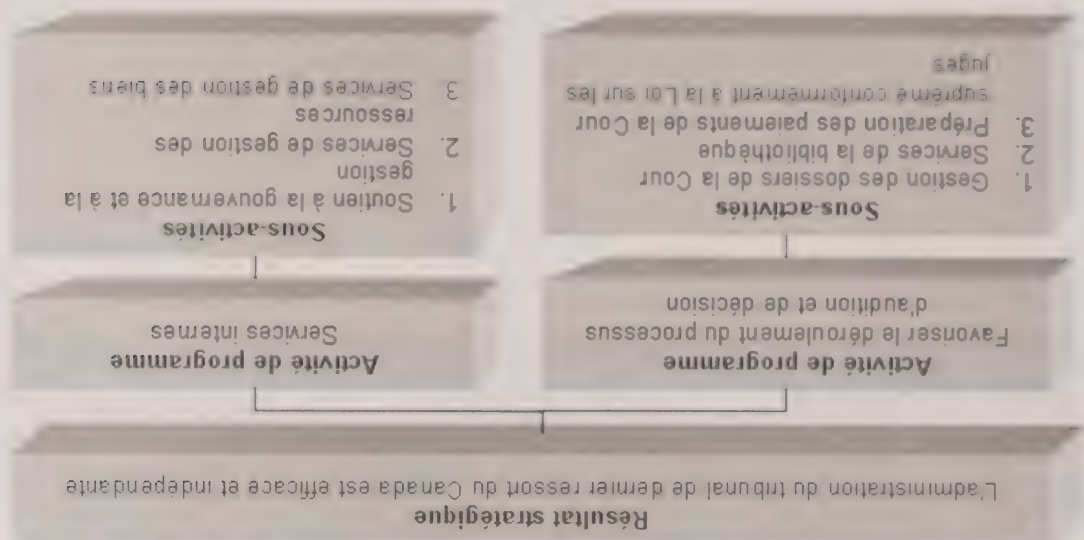 Résultat stratégique
L'administration du tribunal de dernier ressort du Canada est efficace et indépendante
Activité de programme
Favoriser le déroulement du processus
d'audition et de décision
Sous-activités
1. Gestion des dossiers de la Cour
2. Services de la bibliothèque
3. Préparation des paiements de la Cour
suprême conformément à la Loi sur les
juges
Activité de programme
Services internes
Sous-activités
1. Soutien à la gouvernance et à la
gestion
2. Services de gestion des
ressources
3. Services de gestion des biens